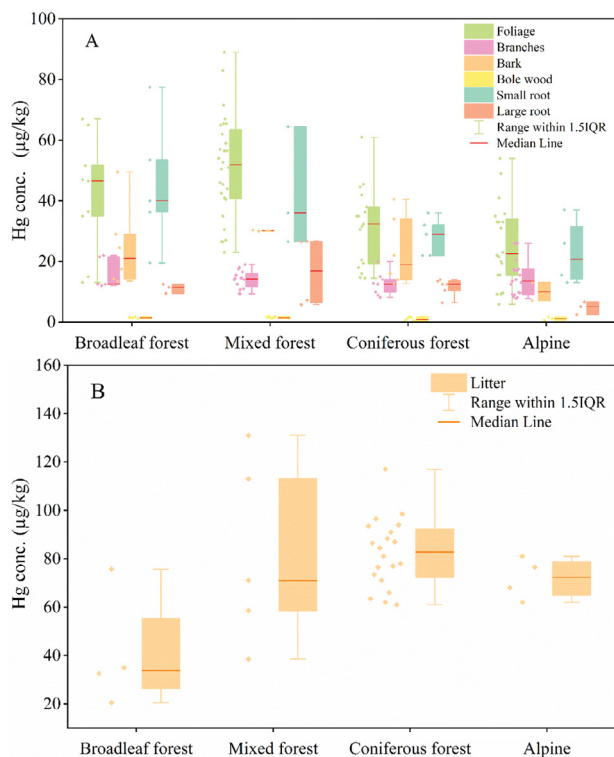 A
Hg conc. (μg/kg)
100
80
60
40
20
0
Foliage
Branches
Bark
Bole wood
Small root
Large root
Range within 1.5IQR
Median Line
Broadleaf forest Mixed forest Coniferous forest Alpine
B
Hg conc. (μg/kg)
160
140
120
100
80
60
40
20
Litter
Range within 1.5IQR
Median Line
Broadleaf forest Mixed forest Coniferous forest Alpine